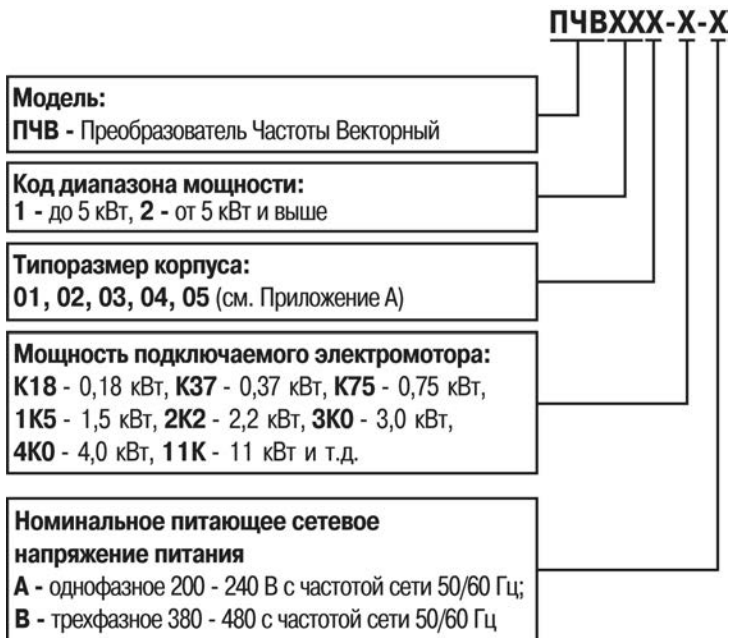 ПЧВХХХ-Х-Х
Модель:
ПЧВ - Преобразователь Частоты Векторный
Код диапазона мощности:
1 - до 5 кВт, 2 - от 5 кВт и выше
Типоразмер корпуса:
01, 02, 03, 04, 05 (см. Приложение А)
Мощность подключаемого электромотора:
К18 - 0,18 кВт, К37 - 0,37 кВт, К75 - 0,75 кВт,
1К5 - 1,5 кВт, 2К2 - 2,2 кВт, 3К0 - 3,0 кВт,
4К0 - 4,0 кВт, 11К - 11 кВт и т.д.
Номинальное питающее сетевое
напряжение питания
А - однофазное 200 - 240 В с частотой сети 50/60 Гц;
В - трехфазное 380 - 480 с частотой сети 50/60 Гц